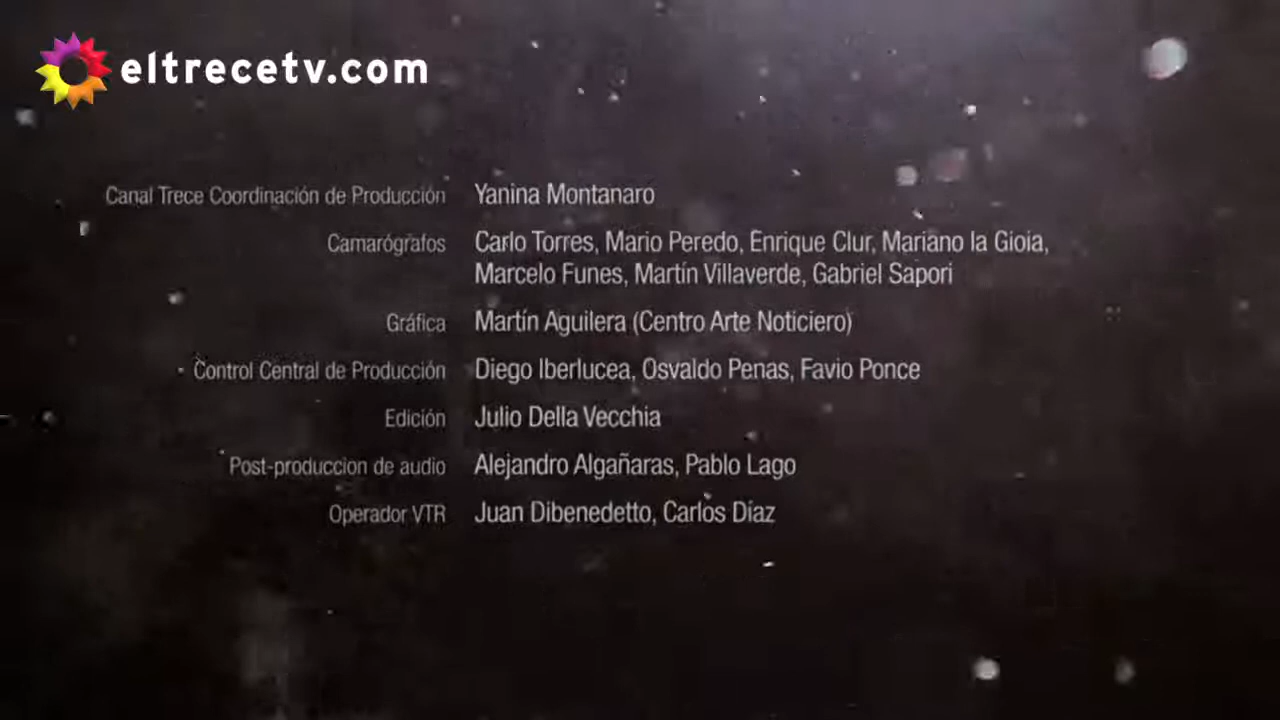 eltrecetv.com
Canal Trece Coordinación de Producción Yanina Montanaro
Camarógrafos Carlo Torres, Mario Peredo, Enrique Clur, Mariano la Gioia,
Marcelo Funes, Martín Villaverde, Gabriel Sapori
Gráfica Martín Aguilera (Centro Arte Noticiero)
Control Central de Producción Diego Iberlucea, Osvaldo Penas, Favio Ponce
Edición Julio Della Vecchia
Post-produccion de audio Alejandro Algañaras, Pablo Lago
Operador VTR Juan Dibenedetto, Carlos Díaz